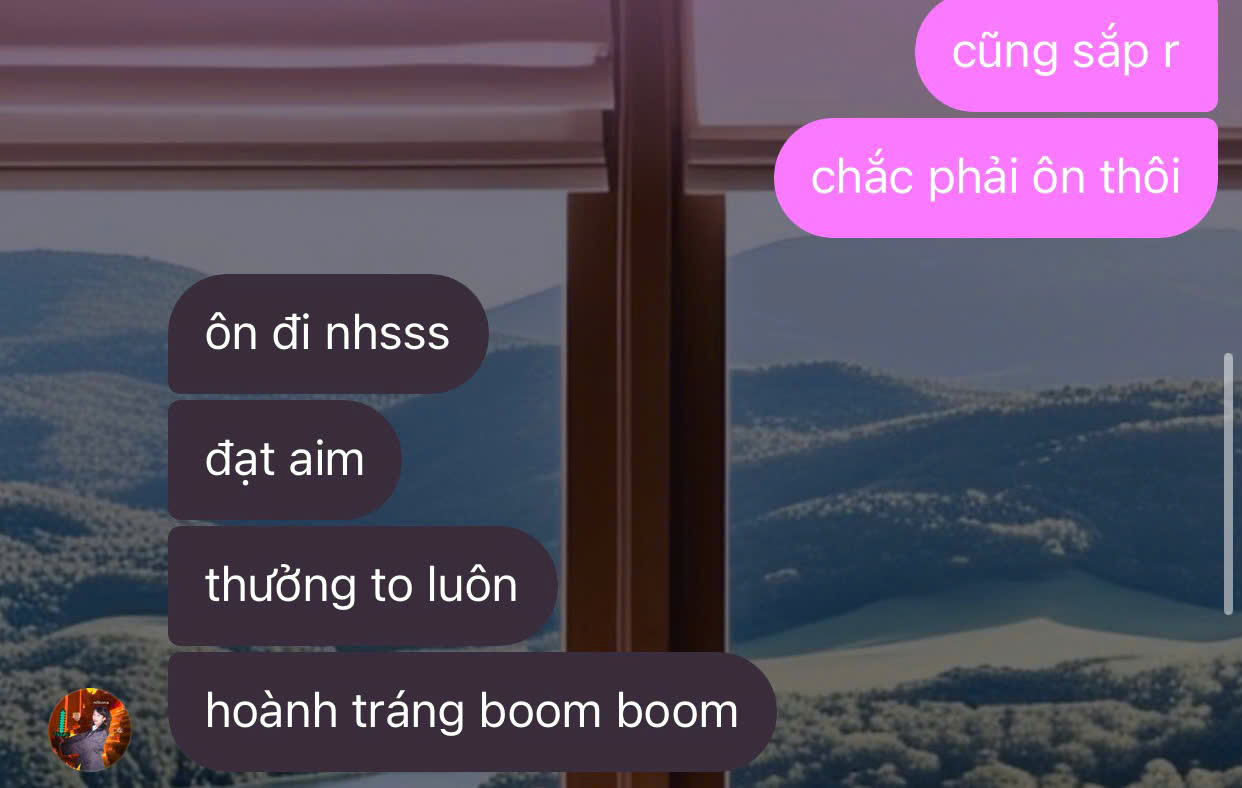 cũng sắp r
chắc phải ôn thôi
ôn đi nhsss
đạt aim
thưởng to luôn
hoành tráng boom boom